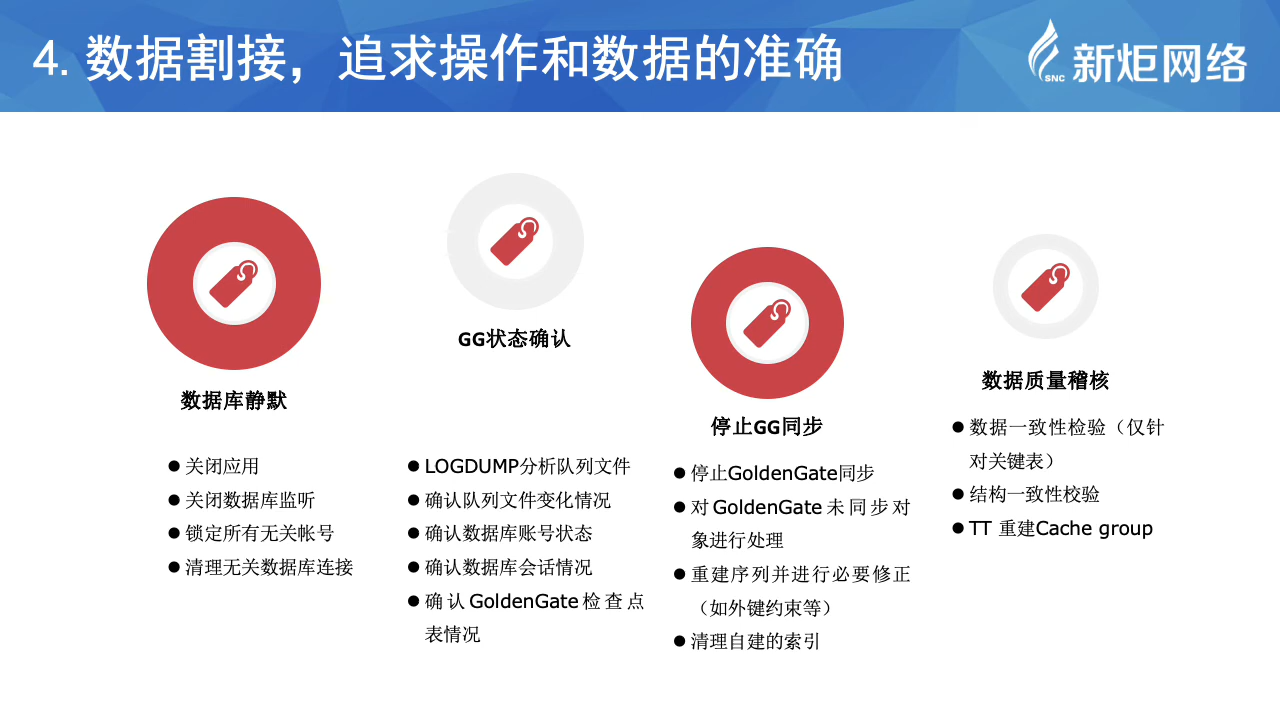 4. 数据割接，追求操作和数据的准确
SNC 新炬网络
数据库静默
● 关闭应用
● 关闭数据库监听
● 锁定所有无关帐号
● 清理无关数据库连接
GG状态确认
● LOGDUMP分析队列文件
● 确认队列文件变化情况
● 确认数据库账号状态
● 确认数据库会话情况
● 确认GoldenGate检查点
表情况
停止GG同步
● 停止GoldenGate同步
● 对GoldenGate未同步对
象进行处理
● 重建序列并进行必要修正
（如外键约束等）
● 清理自建的索引
数据质量稽核
● 数据一致性检验（仅针
对关键表）
● 结构一致性校验
● TT 重建Cache group